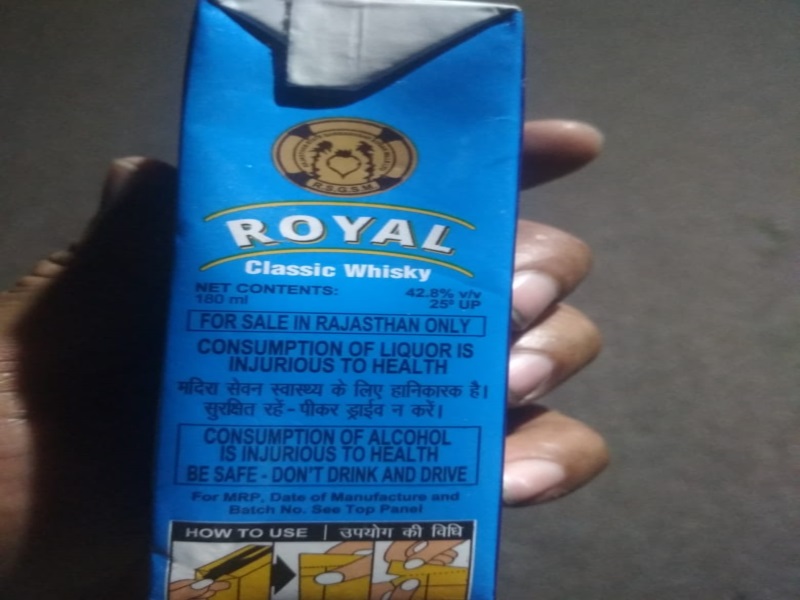 R.S.G.S.M.
ROYAL
Classic Whisky
NET CONTENTS:
180 ml
42.8% v/v
25º UP
FOR SALE IN RAJASTHAN ONLY
CONSUMPTION OF LIQUOR IS
INJURIOUS TO HEALTH
मदिरा सेवन स्वास्थ्य के लिए हानिकारक है।
सुरक्षित रहें - पीकर ड्राईव न करें।
CONSUMPTION OF ALCOHOL
IS INJURIOUS TO HEALTH
BE SAFE - DON'T DRINK AND DRIVE
For MRP, Date of Manufacture and
Batch No. See Top Panel
HOW TO USE | उपयोग की विधि